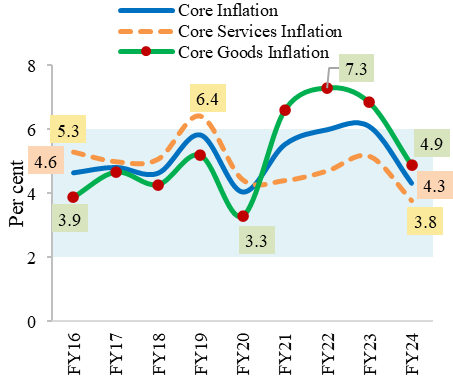 Core Inflation
Core Services Inflation
Core Goods Inflation
Per cent
8
6
4
2
0
5.3
4.6
3.9
6.4
3.3
7.3
4.9
4.3
3.8
FY16
FY17
FY18
FY19
FY20
FY21
FY22
FY23
FY24